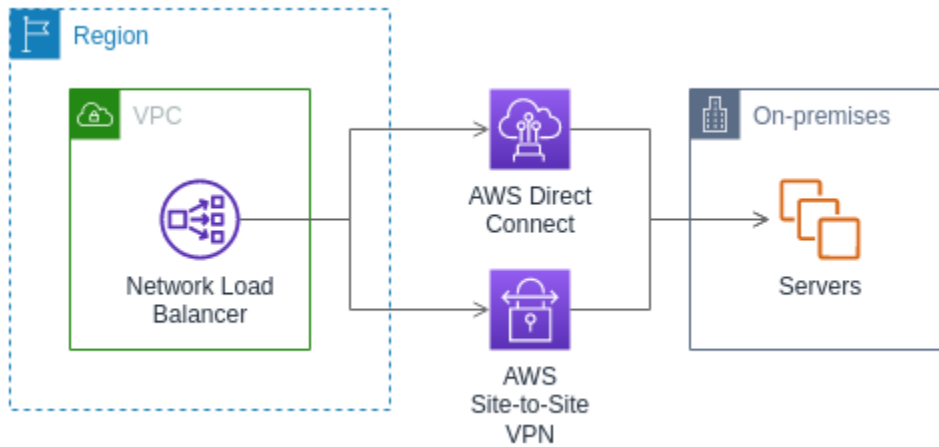 Region
VPC
On-premises
AWS Direct
Connect
Network Load
Balancer
Servers
AWS
Site-to-Site
VPN